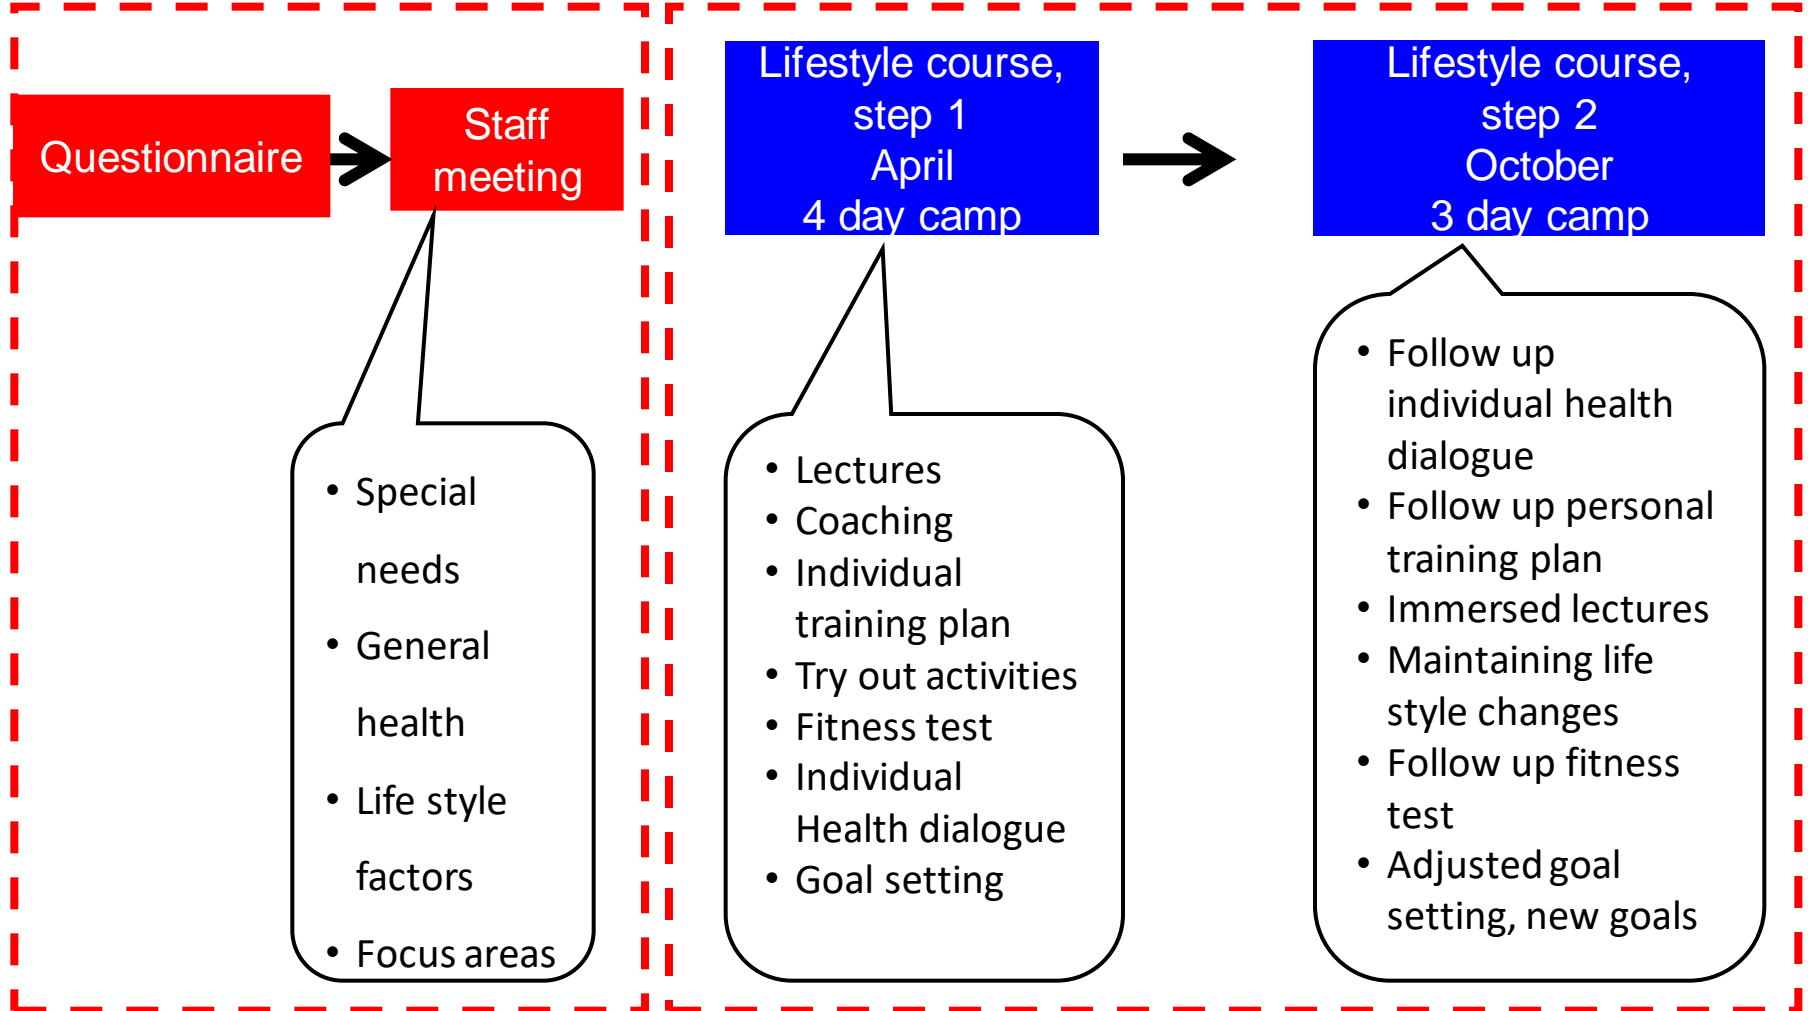 Questionnaire
Staff
meeting
• Special
needs
• General
health
• Life style
factors
• Focus areas
Lifestyle course,
step 1
April
4 day camp
• Lectures
• Coaching
• Individual
training plan
• Try out activities
• Fitness test
• Individual
Health dialogue
• Goal setting
Lifestyle course,
step 2
October
3 day camp
• Follow up
individual health
dialogue
• Follow up personal
training plan
• Immersed lectures
• Maintaining life
style changes
• Follow up fitness
test
• Adjusted goal
setting, new goals